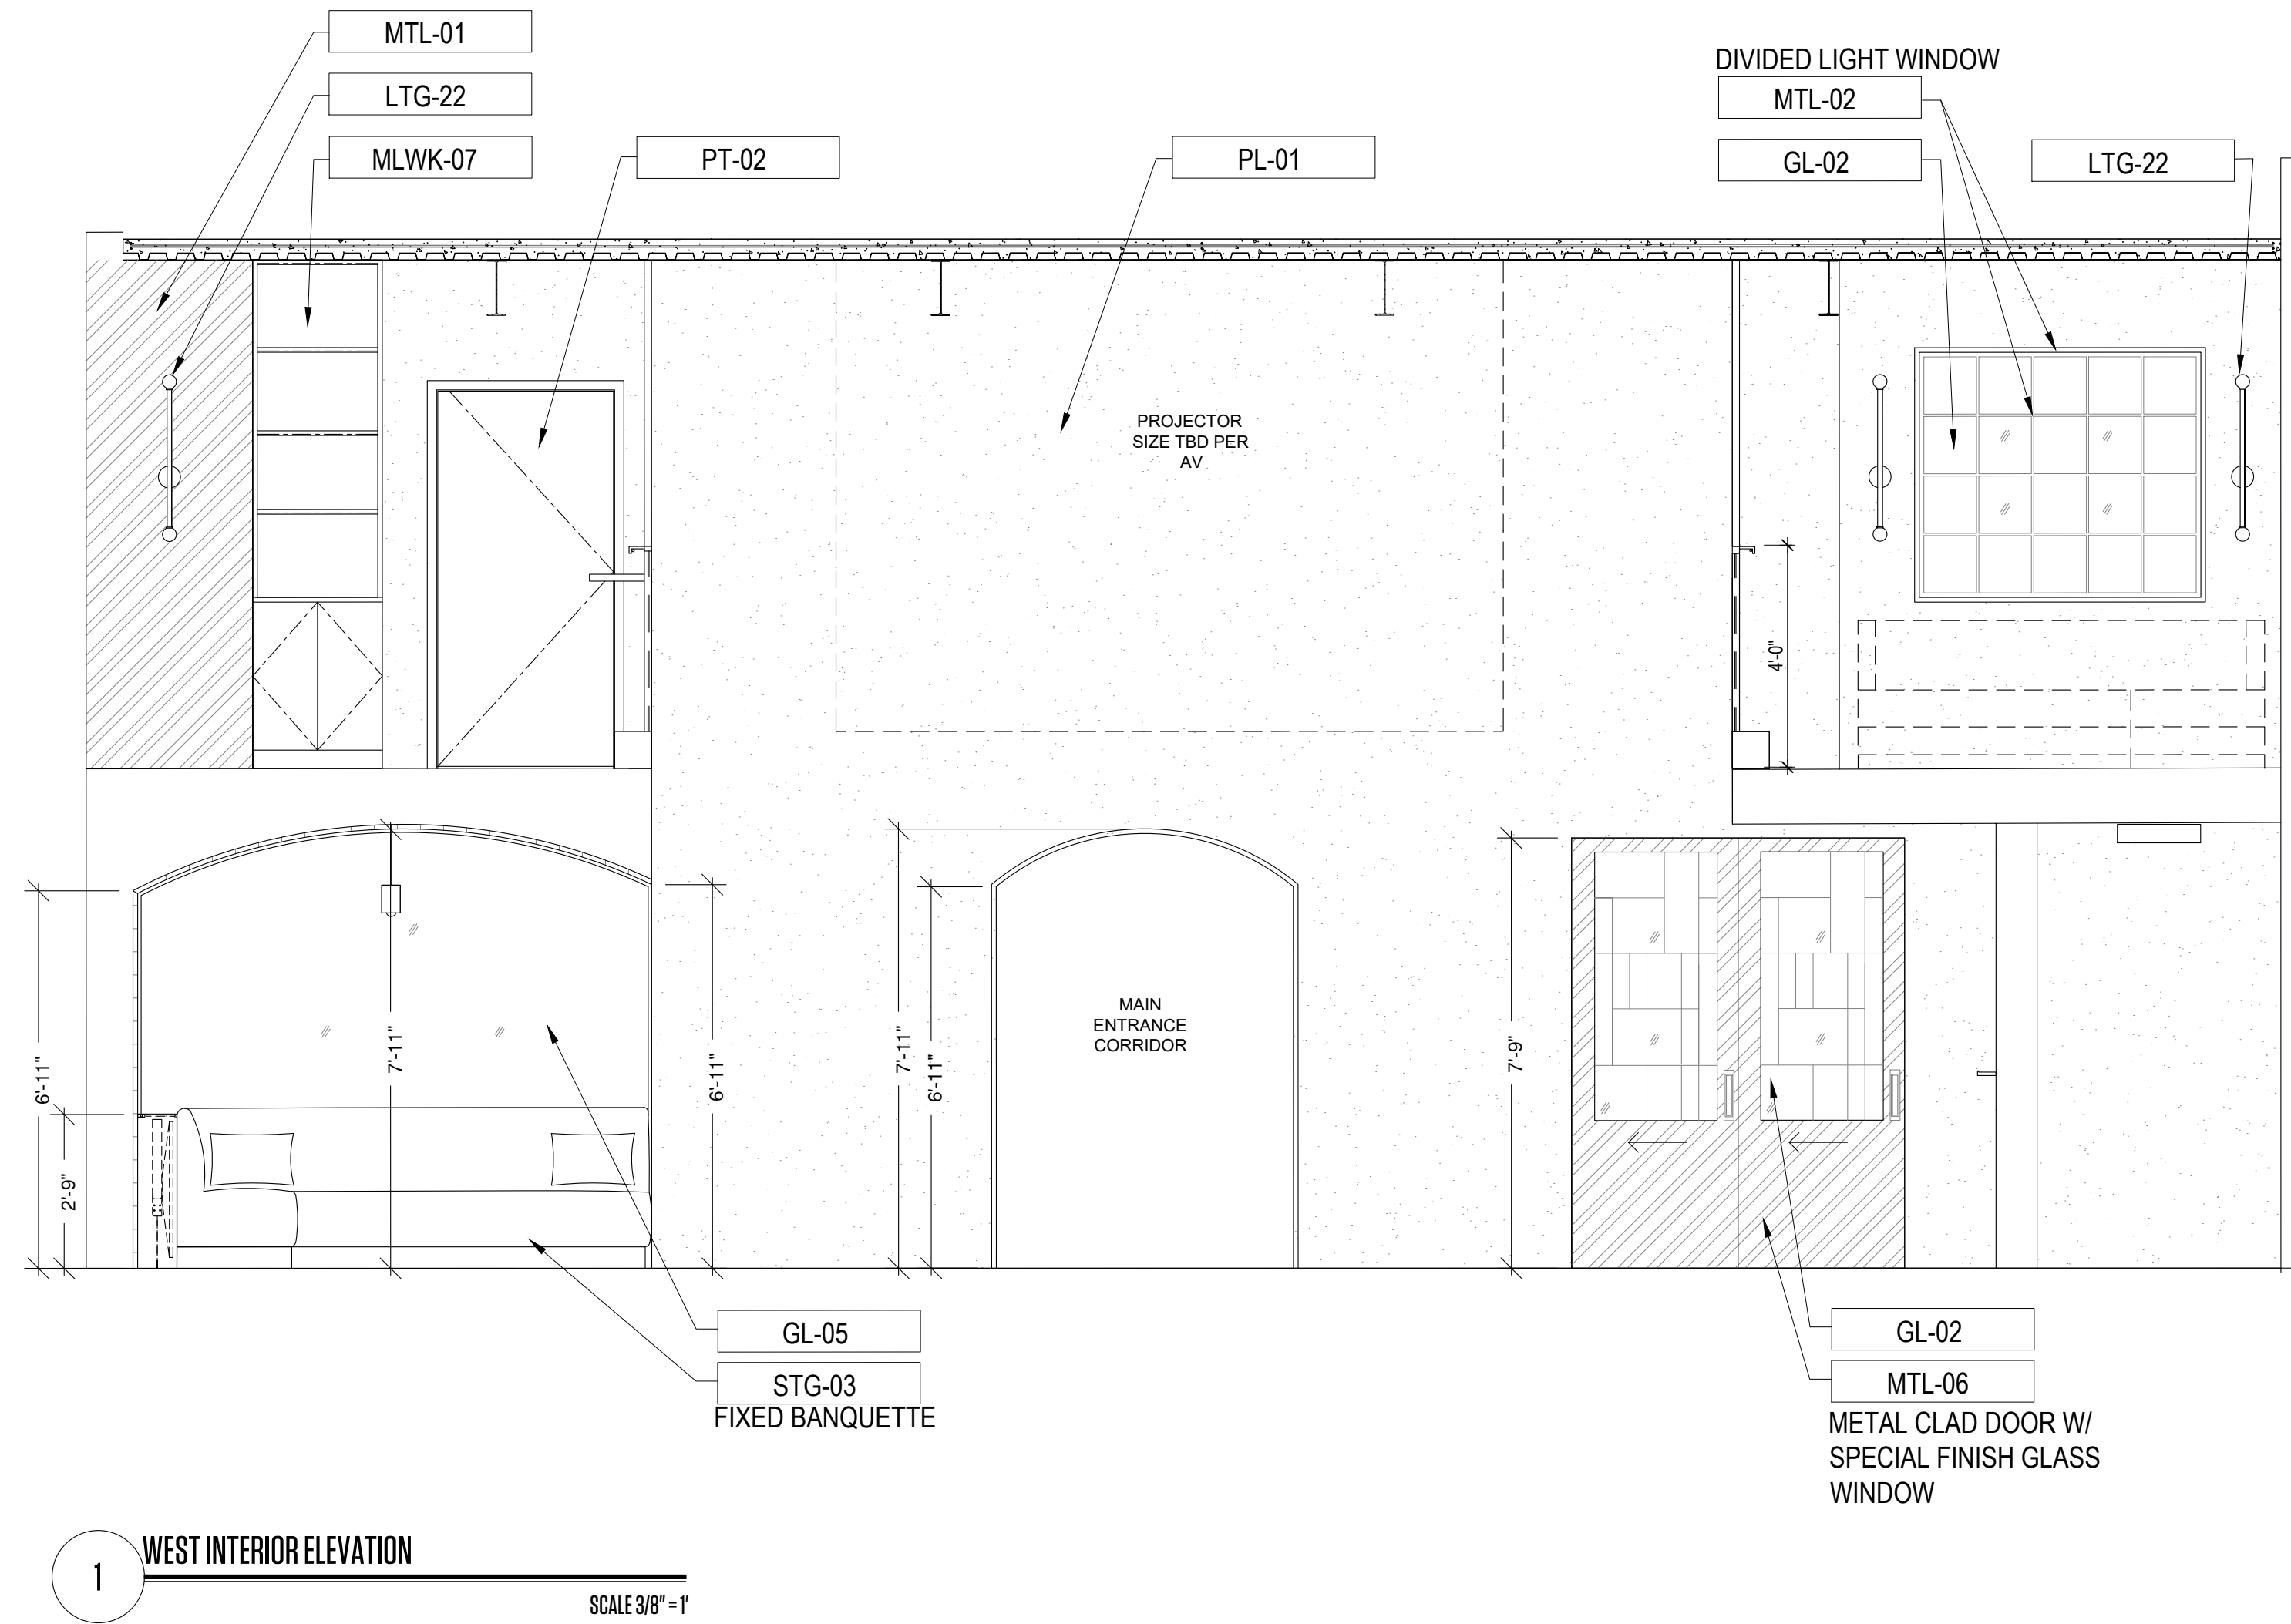 MTL-01
LTG-22
MLWK-07
PT-02
PL-01
DIVIDED LIGHT WINDOW
MTL-02
GL-02
LTG-22
PROJECTOR
SIZE TBD PER
AV
4'-0"
MAIN
ENTRANCE
CORRIDOR
6'-11"
2'-9"
7'-11"
6'-11"
7'-11"
6'-11"
7'-9"
GL-05
STG-03
FIXED BANQUETTE
GL-02
MTL-06
METAL CLAD DOOR W/
SPECIAL FINISH GLASS
WINDOW
1
WEST INTERIOR ELEVATION
SCALE 3/8" = 1'